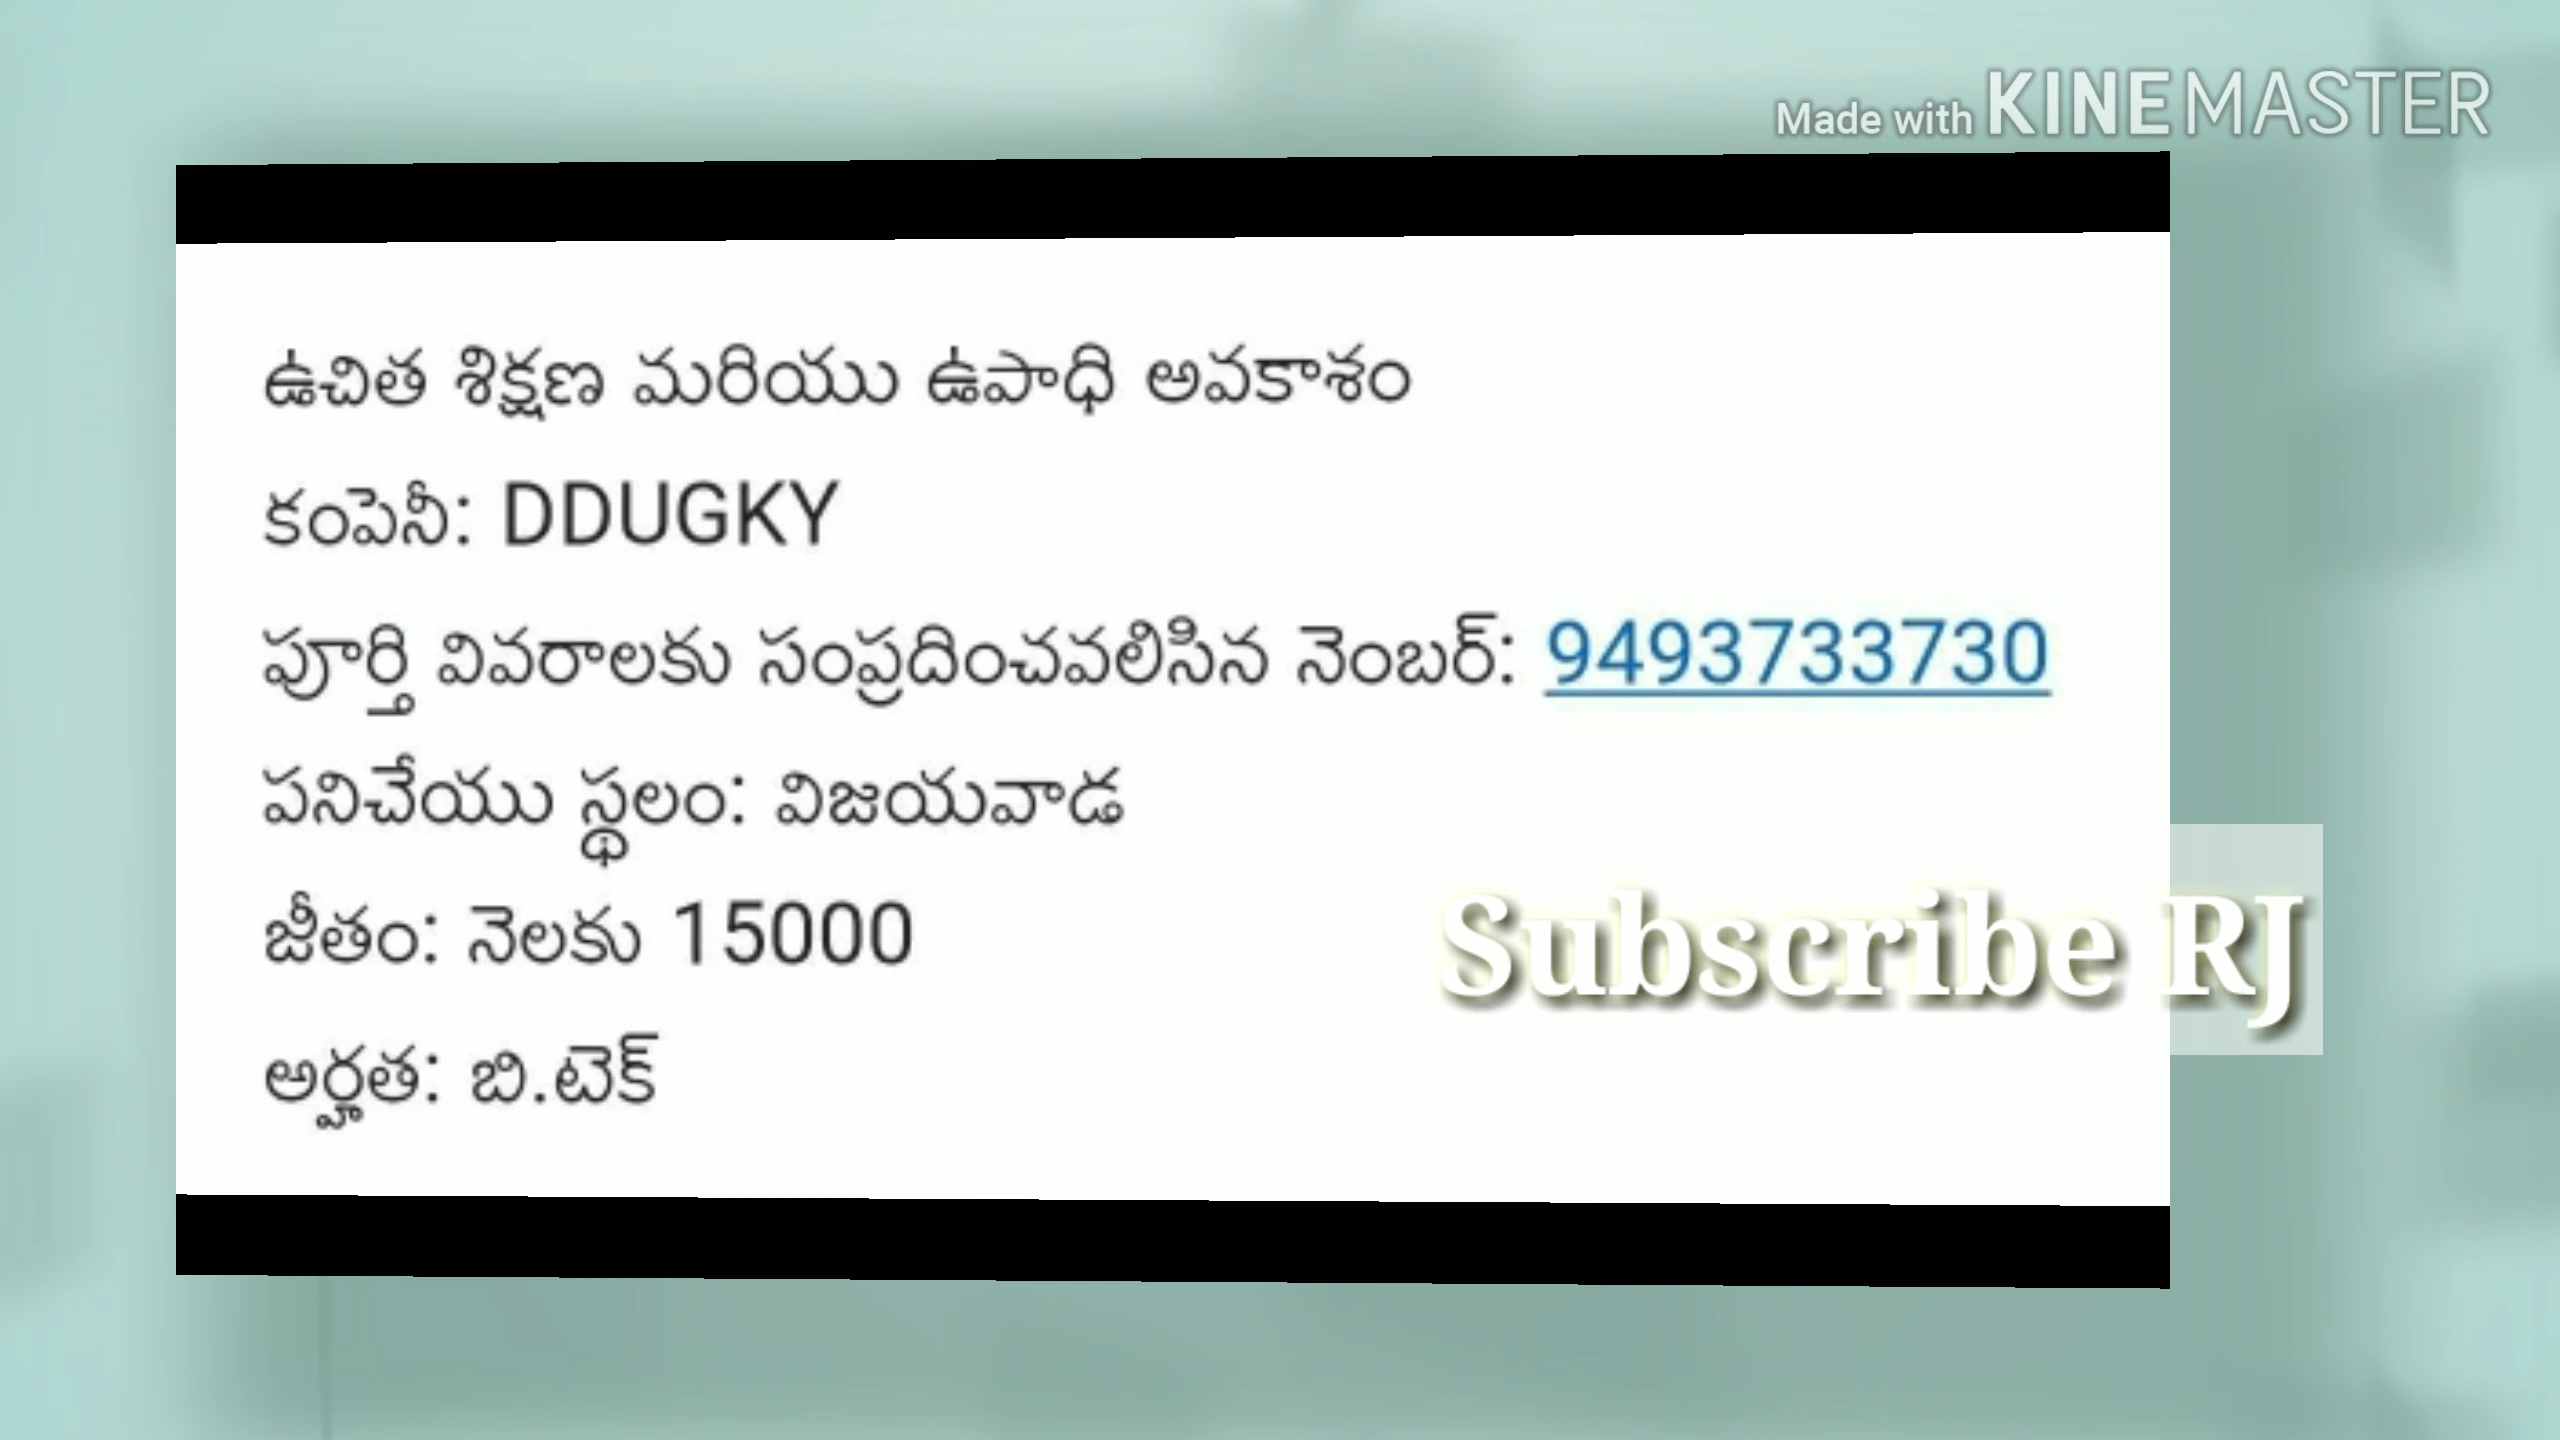 Made with KINEMASTER
ఉచిత శిక్షణ మరియు ఉపాధి అవకాశం
కంపెనీ: DDUGKY
పూర్తి వివరాలకు సంప్రదించవలిసిన నెంబర్: 9493733730
పనిచేయు స్థలం: విజయవాడ
జీతం: నెలకు 15000
Subscribe RJ
అర్హత: బి.టెక్